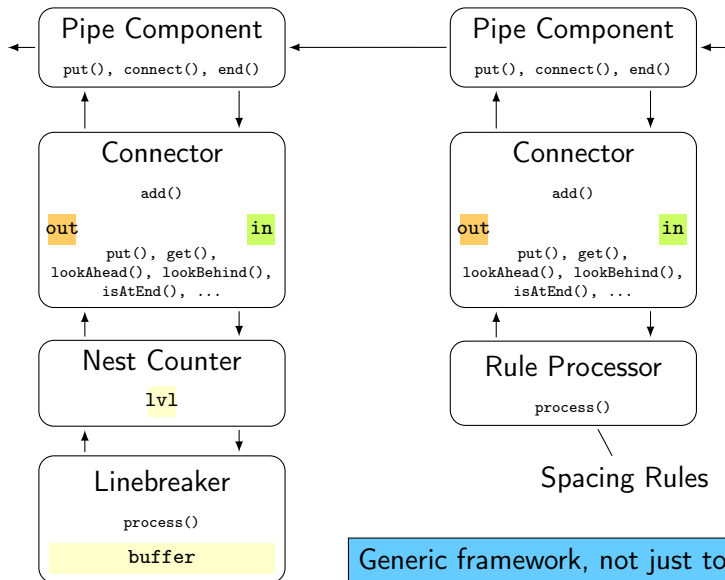 Pipe Component
put(), connect(), end()
Connector
add()
out
in
put(), get(),
lookAhead(), lookBehind(),
isAtEnd(), ...
Nest Counter
lvl
Linebreaker
process()
buffer
Pipe Component
put(), connect(), end()
Connector
add()
out
in
put(), get(),
lookAhead(), lookBehind(),
isAtEnd(), ...
Rule Processor
process()
Spacing Rules
Generic framework, not just to